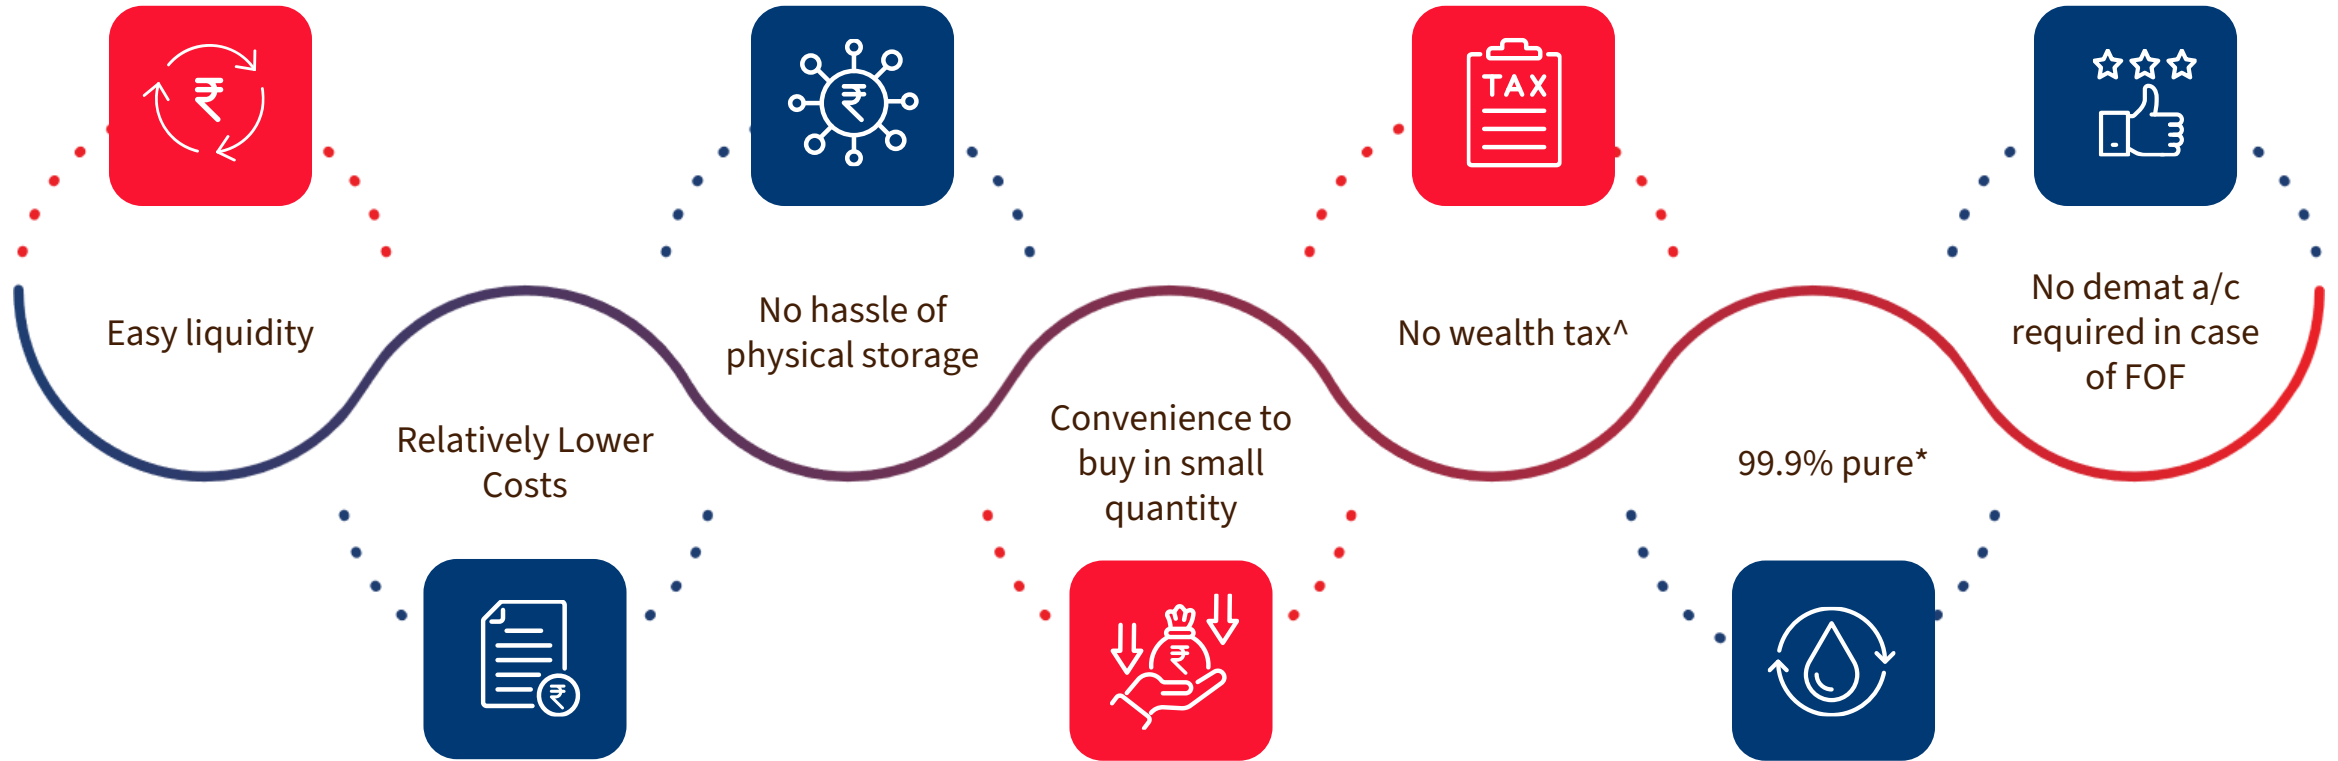 ₹
Easy liquidity
Relatively Lower
Costs
₹
₹
No hassle of
physical storage
Convenience to
buy in small
quantity
₹
TAX
No wealth tax^
99.9% pure*
No demat a/c
required in case
of FOF